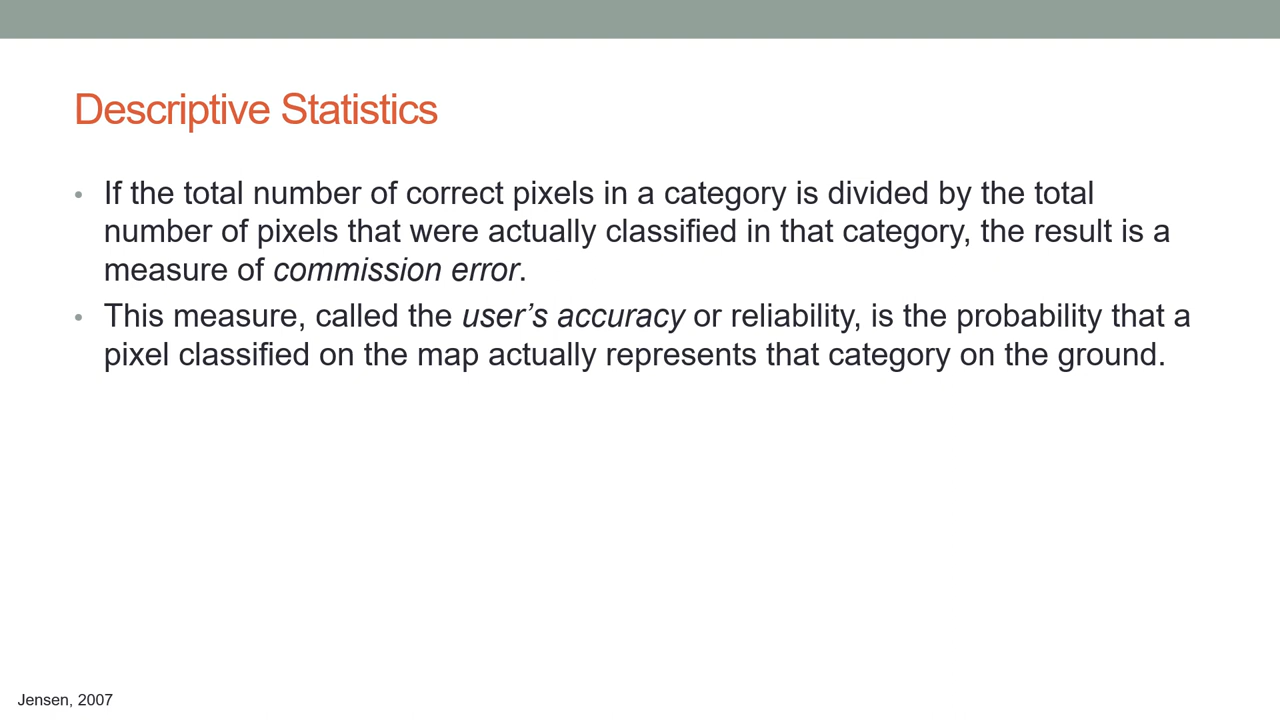 Descriptive Statistics
• If the total number of correct pixels in a category is divided by the total
number of pixels that were actually classified in that category, the result is a
measure of commission error.
• This measure, called the user’s accuracy or reliability, is the probability that a
pixel classified on the map actually represents that category on the ground.
Jensen, 2007